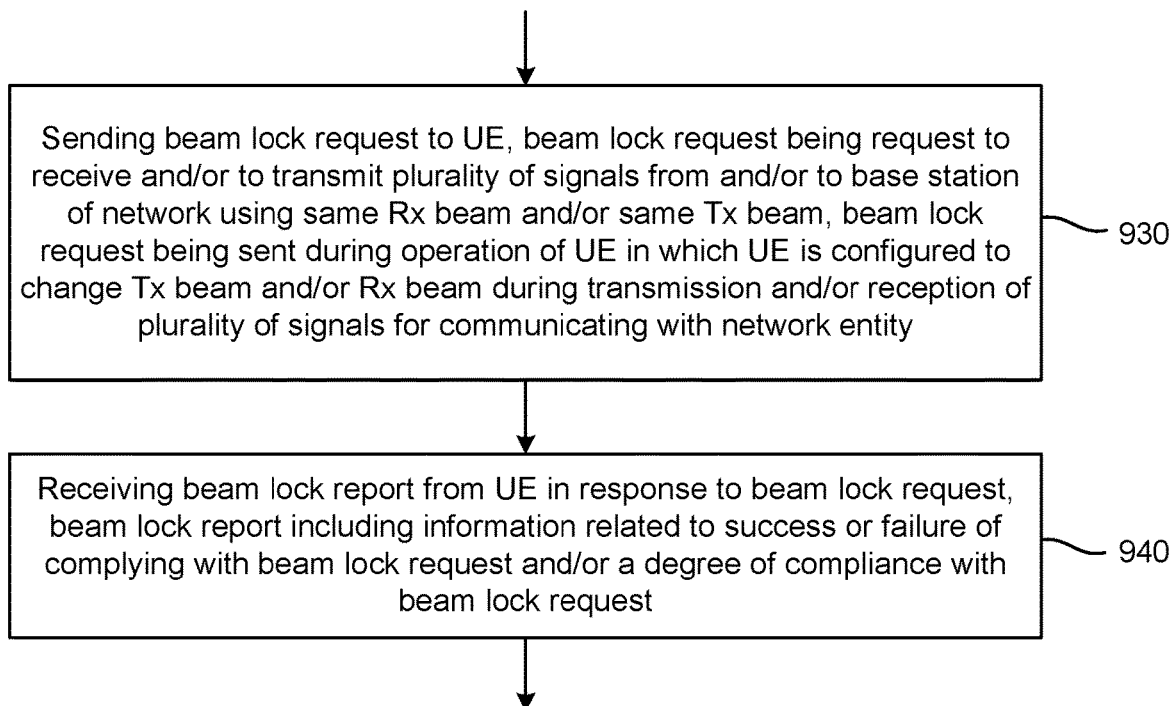 Sending beam lock request to UE, beam lock request being request to
receive and/or to transmit plurality of signals from and/or to base station
of network using same Rx beam and/or same Tx beam, beam lock
request being sent during operation of UE in which UE is configured to
change Tx beam and/or Rx beam during transmission and/or reception of
plurality of signals for communicating with network entity
930
Receiving beam lock report from UE in response to beam lock request,
beam lock report including information related to success or failure of
complying with beam lock request and/or a degree of compliance with
beam lock request
940